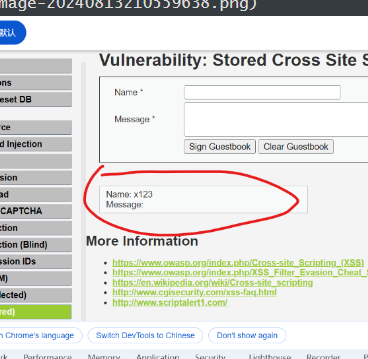 mage-20240813210559638.png)
默认
Vulnerability: Stored Cross Site S
ons
eset DB
rce
d Injection
sion
ad
CAPTCHA
ction
ction (Blind)
ssion IDs
M)
lected)
red)
Name *
Message *
Sign Guestbook
Clear Guestbook
Name: x123
Message:
More Information
https://www.owasp.org/index.php/Cross-site_Scripting_(XSS)
https://www.owasp.org/index.php/XSS_Filter_Evasion_Cheat_
https://en.wikipedia.org/wiki/Cross-site_scripting
http://www.cgisecurity.com/xss-faq.html
http://www.scriptalert1.com/
h Chrome's language
Switch DevTools to Chinese
Don't show again
rk Performance Memory Application Security Lighthouse Recorder P